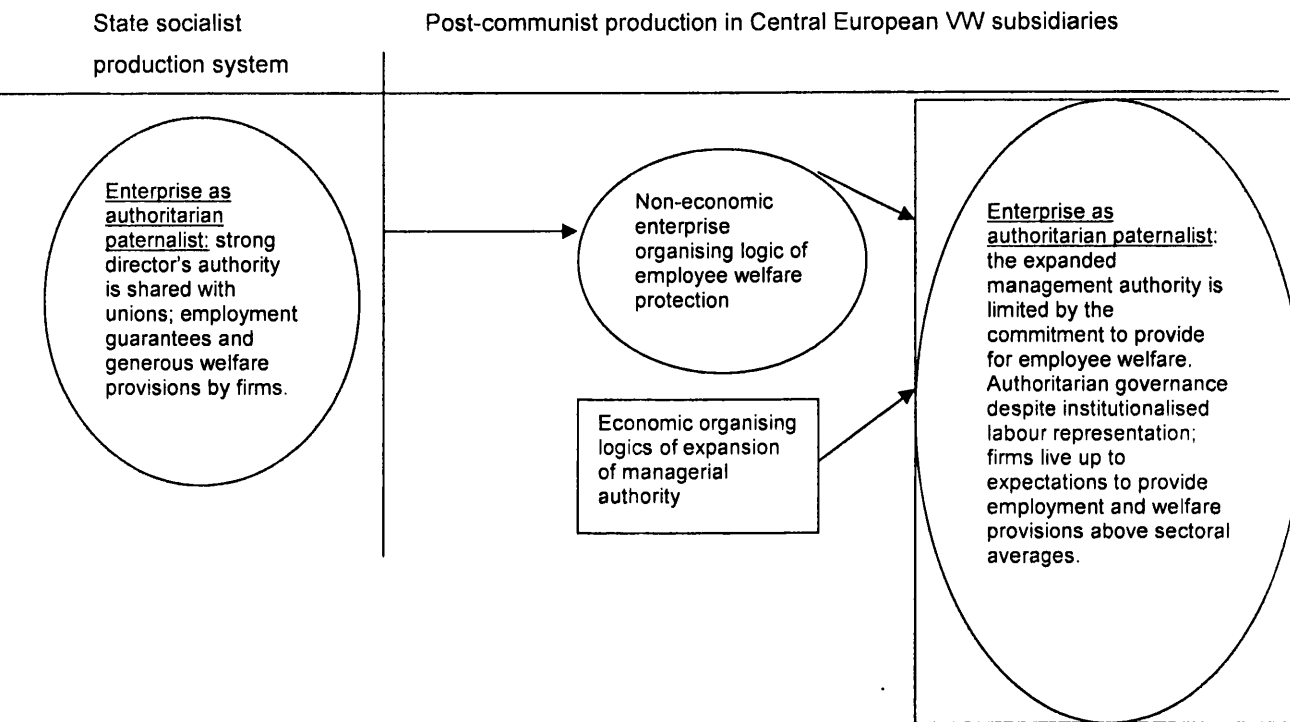 State socialist
production system
Post-communist production in Central European VW subsidiaries
Enterprise as
authoritarian
paternalist: strong
director's authority
is shared with
unions; employment
guarantees and
generous welfare
provisions by firms.
Non-economic
enterprise
organising logic of
employee welfare
protection
Economic organising
logics of expansion
of managerial
authority
Enterprise as
authoritarian paternalist:
the expanded
management authority is
limited by the
commitment to provide
for employee welfare.
Authoritarian governance
despite institutionalised
labour representation;
firms live up to
expectations to provide
employment and welfare
provisions above sectoral
averages.